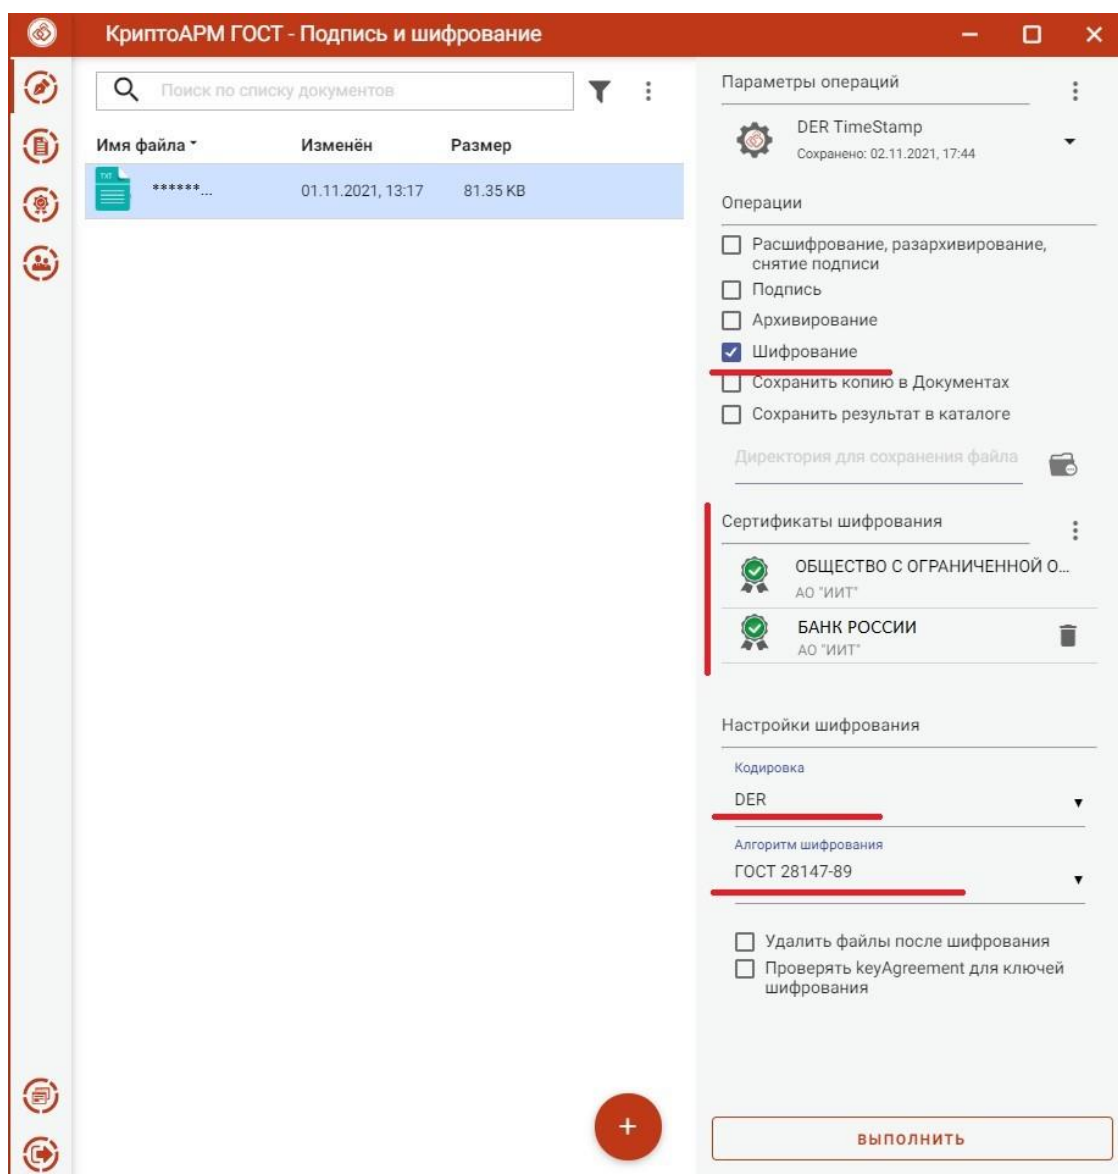 КриптоАРМ ГОСТ - Подпись и шифрование
Поиск по списку документов
Имя файла Изменён Размер
TXT
******... 01.11.2021, 13:17 81.35 KB
Параметры операций
DER TimeStamp
Сохранено: 02.11.2021, 17:44
Операции
Расшифрование, разархивирование,
снятие подписи
Подпись
Архивирование
Шифрование
Сохранить копию в Документах
Сохранить результат в каталоге
Директория для сохранения файла
Сертификаты шифрования
ОБЩЕСТВО С ОГРАНИЧЕННОЙ О...
АО "ИИТ"
БАНК РОССИИ
АО "ИИТ"
Настройки шифрования
Кодировка
DER
Алгоритм шифрования
ГОСТ 28147-89
Удалить файлы после шифрования
Проверять keyAgreement для ключей
шифрования
ВЫПОЛНИТЬ